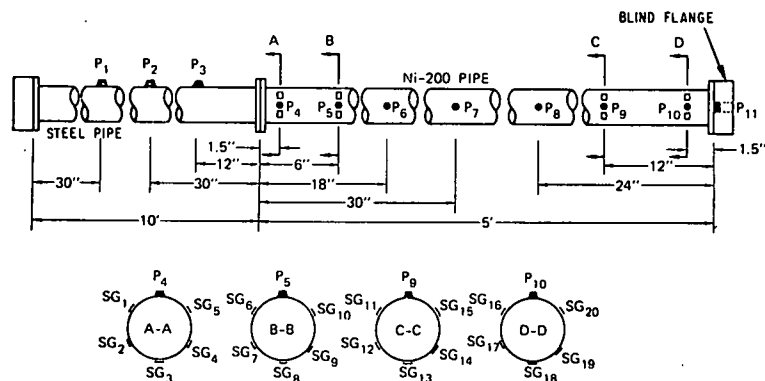 BLIND FLANGE
A B C D
P1 P2 P3
Ni-200 PIPE
P4 P5 P6 P7 P8 P9 P10 P11
STEEL PIPE
1.5" 1.5"
12" 6" 12"
30" 30" 18" 24"
30"
10' 5'
P4 P5 P9 P10
SG1 SG5 SG6 SG10 SG11 SG15 SG16 SG20
A-A B-B C-C D-D
SG2 SG4 SG7 SG9 SG12 SG14 SG17 SG19
SG3 SG8 SG13 SG18